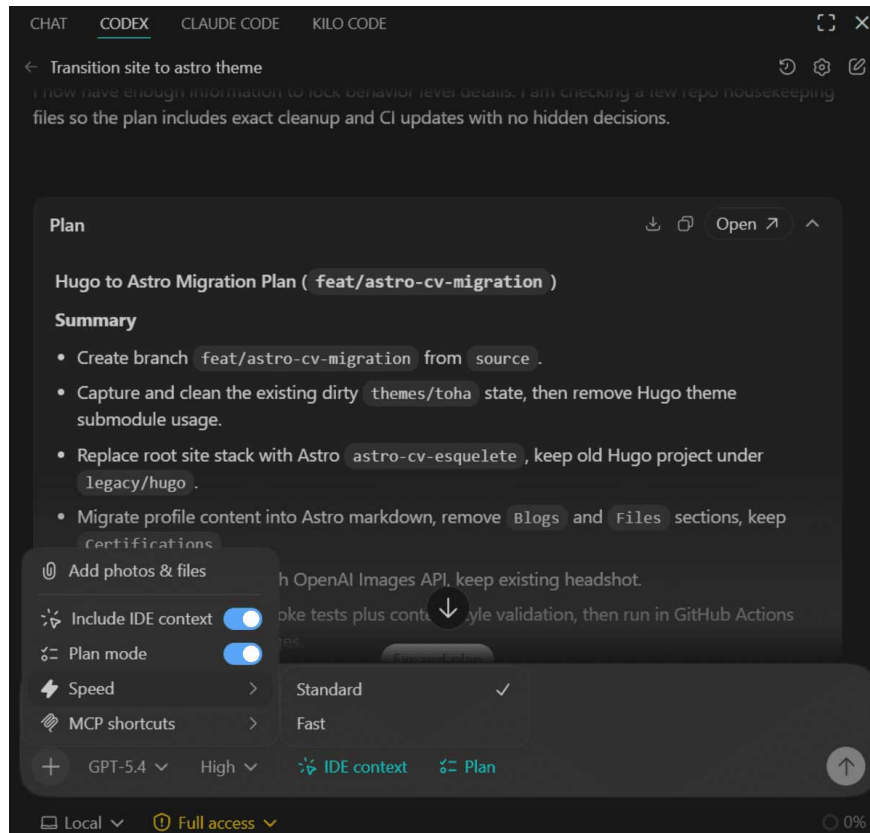 CHAT CODEX CLAUDE CODE KILO CODE
Transition site to astro theme
I now have enough information to lock behavior level details. I am checking a few repo housekeeping
files so the plan includes exact cleanup and CI updates with no hidden decisions.
Plan
Open
Hugo to Astro Migration Plan ( feat/astro-cv-migration )
Summary
• Create branch feat/astro-cv-migration from source .
• Capture and clean the existing dirty themes/toha state, then remove Hugo theme
submodule usage.
• Replace root site stack with Astro astro-cv-esquelete , keep old Hugo project under
legacy/hugo .
• Migrate profile content into Astro markdown, remove Blogs and Files sections, keep
Certifications
h OpenAI Images API, keep existing headshot.
oke tests plus yle validation, then run in GitHub Actions
Expand plan
Add photos & files
Include IDE context
Plan mode
Speed
MCP shortcuts
Standard
Fast
GPT-5.4 High IDE context Plan
Local Full access 0%